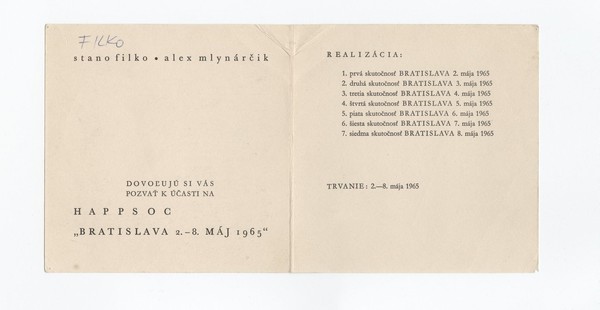 FILKO
stano filko • alex mlynárčik
DOVOĽUJÚ SI VÁS
POZVAŤ K ÚČASTI NA
HAPPSOC
„BRATISLAVA 2.–8. MÁJ 1965“
REALIZÁCIA:
1. prvá skutočnosť BRATISLAVA 2. mája 1965
2. druhá skutočnosť BRATISLAVA 3. mája 1965
3. tretia skutočnosť BRATISLAVA 4. mája 1965
4. štvrtá skutočnosť BRATISLAVA 5. mája 1965
5. piata skutočnosť BRATISLAVA 6. mája 1965
6. šiesta skutočnosť BRATISLAVA 7. mája 1965
7. siedma skutočnosť BRATISLAVA 8. mája 1965
TRVANIE: 2.—8. mája 1965